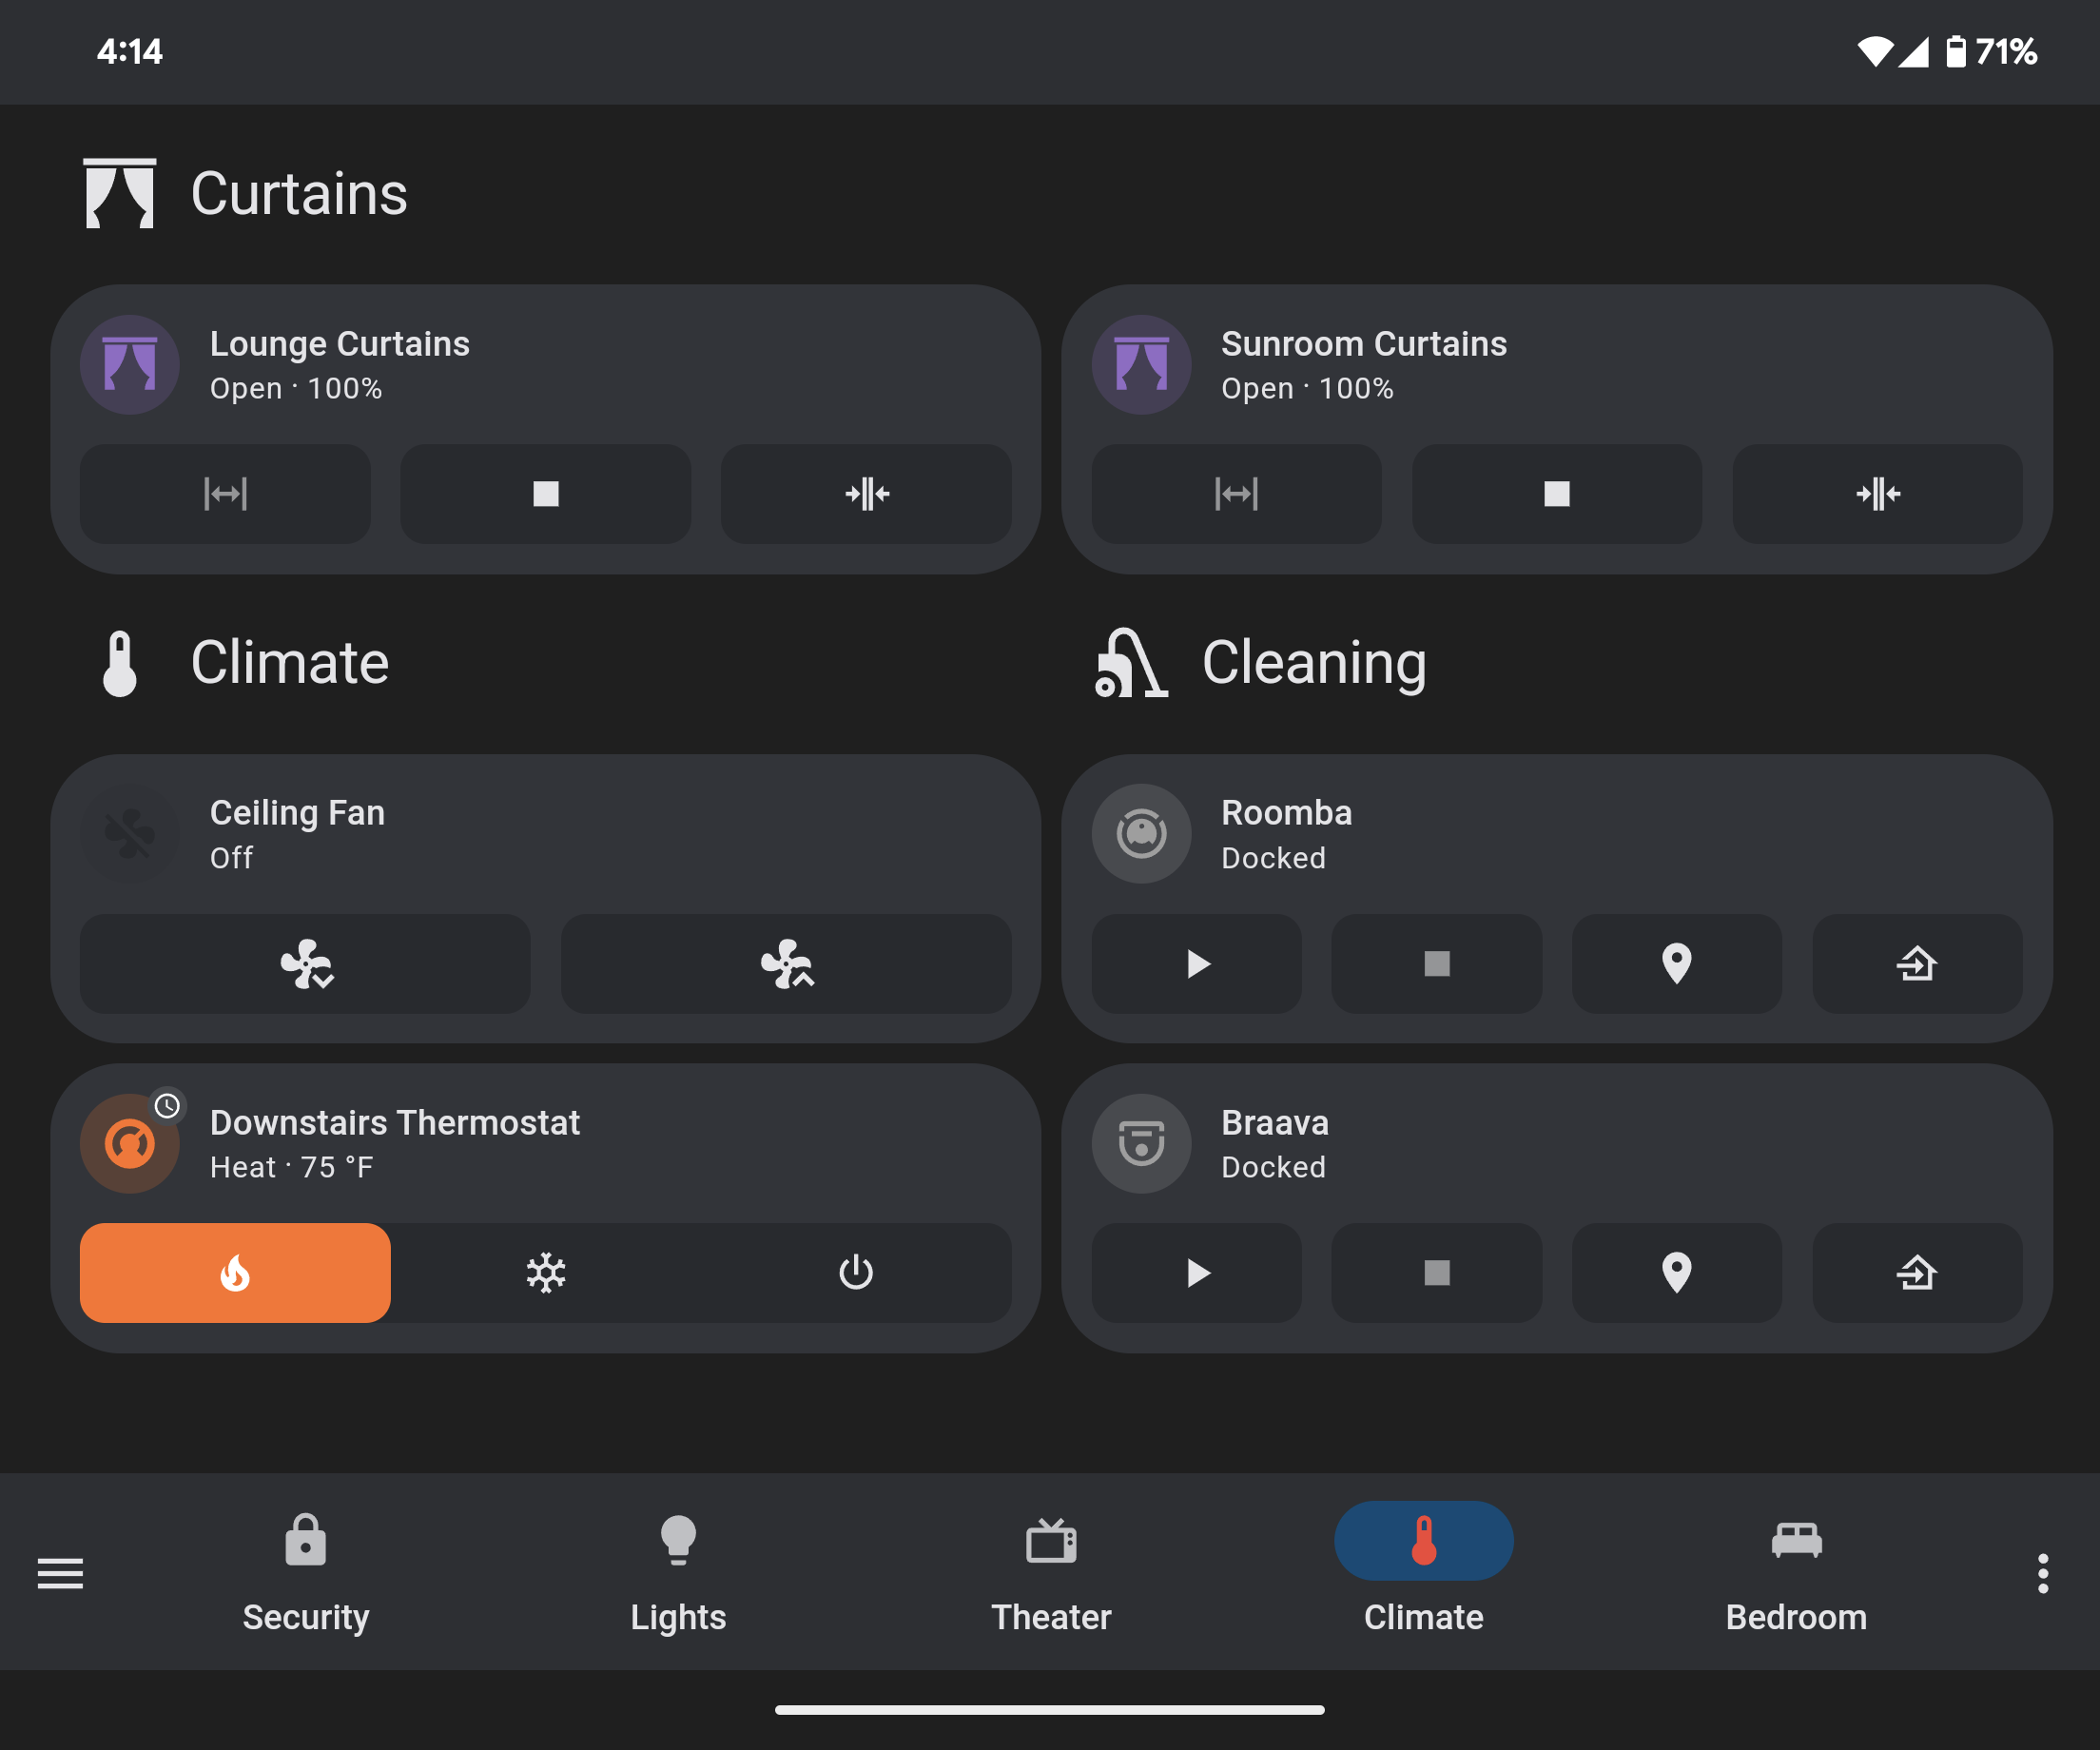 4:14
71%
Curtains
Lounge Curtains
Open · 100%
Sunroom Curtains
Open · 100%
Climate
Cleaning
Ceiling Fan
Off
Roomba
Docked
Downstairs Thermostat
Heat · 75 °F
Braava
Docked
Security
Lights
Theater
Climate
Bedroom